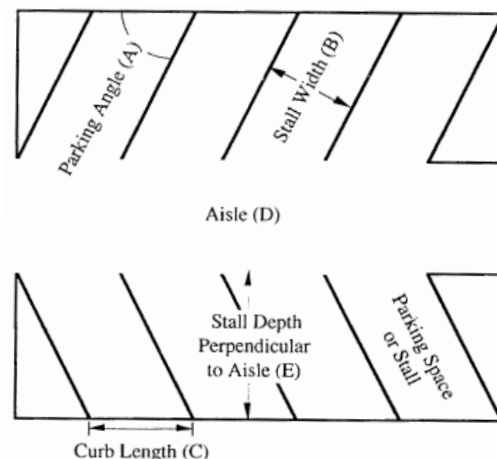 Parking Angle (A)
Stall Width (B)
Aisle (D)
Stall Depth
Perpendicular
to Aisle (E)
Parking Space
or Stall
Curb Length (C)